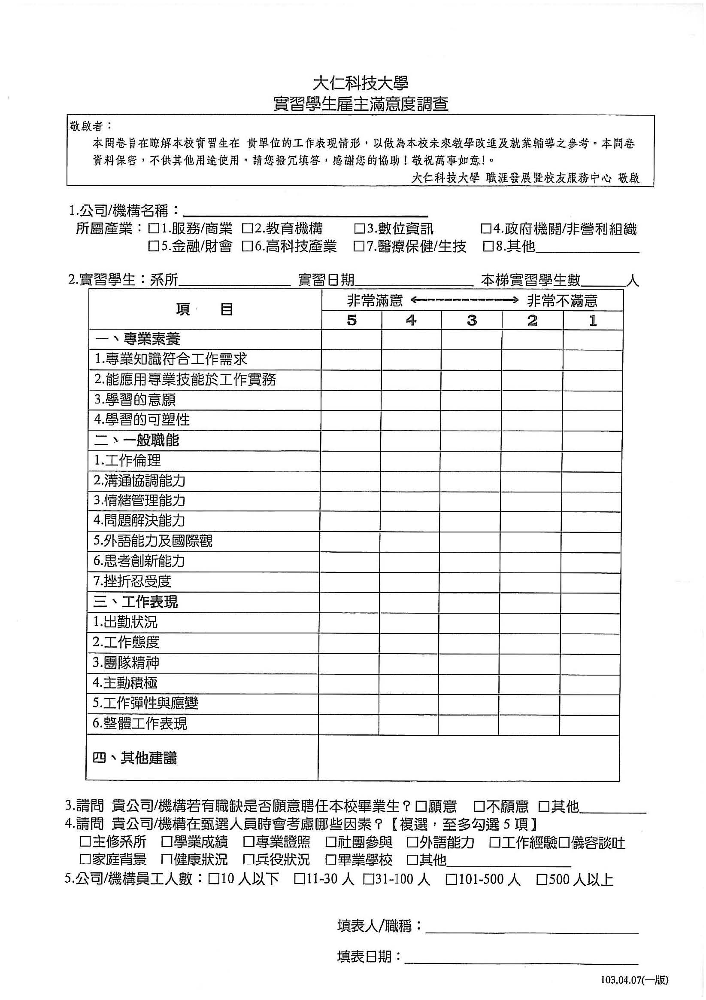 大仁科技大學
實習學生雇主滿意度調查
敬啟者：
本問卷旨在暸解本校實習生在 貴單位的工作表現情形，以做為本校未來教學改進及就業輔導之參考。本問卷
資料保密，不供其他用途使用。請您撥冗填答，感謝您的協助！敬祝萬事如意!。
大仁科技大學 職涯發展暨校友服務中心 敬啟
1.公司/機構名稱：
所屬產業：□1.服務/商業 □2.教育機構 □3.數位資訊 □4.政府機關/非營利組織
□5.金融/財會 □6.高科技產業 □7.醫療保健/生技 □8.其他
2.實習學生：系所 實習日期 本梯實習學生數 人
項 目 非常滿意 <-----------> 非常不滿意
5 4 3 2 1
一、專業素養
1.專業知識符合工作需求
2.能應用專業技能於工作實務
3.學習的意願
4.學習的可塑性
二、一般職能
1.工作倫理
2.溝通協調能力
3.情緒管理能力
4.問題解決能力
5.外語能力及國際觀
6.思考創新能力
7.挫折忍受度
三、工作表現
1.出勤狀況
2.工作態度
3.團隊精神
4.主動積極
5.工作彈性與應變
6.整體工作表現
四、其他建議
3.請問 貴公司/機構若有職缺是否願意聘任本校畢業生？□願意 □不願意 □其他
4.請問 貴公司/機構在甄選人員時會考慮哪些因素？【複選，至多勾選 5 項】
□主修系所 □學業成績 □專業證照 □社團參與 □外語能力 □工作經驗□儀容談吐
□家庭背景 □健康狀況 □兵役狀況 □畢業學校 □其他
5.公司/機構員工人數：□10 人以下 □11-30 人 □31-100 人 □101-500 人 □500 人以上
填表人/職稱：
填表日期：
103.04.07(一版)